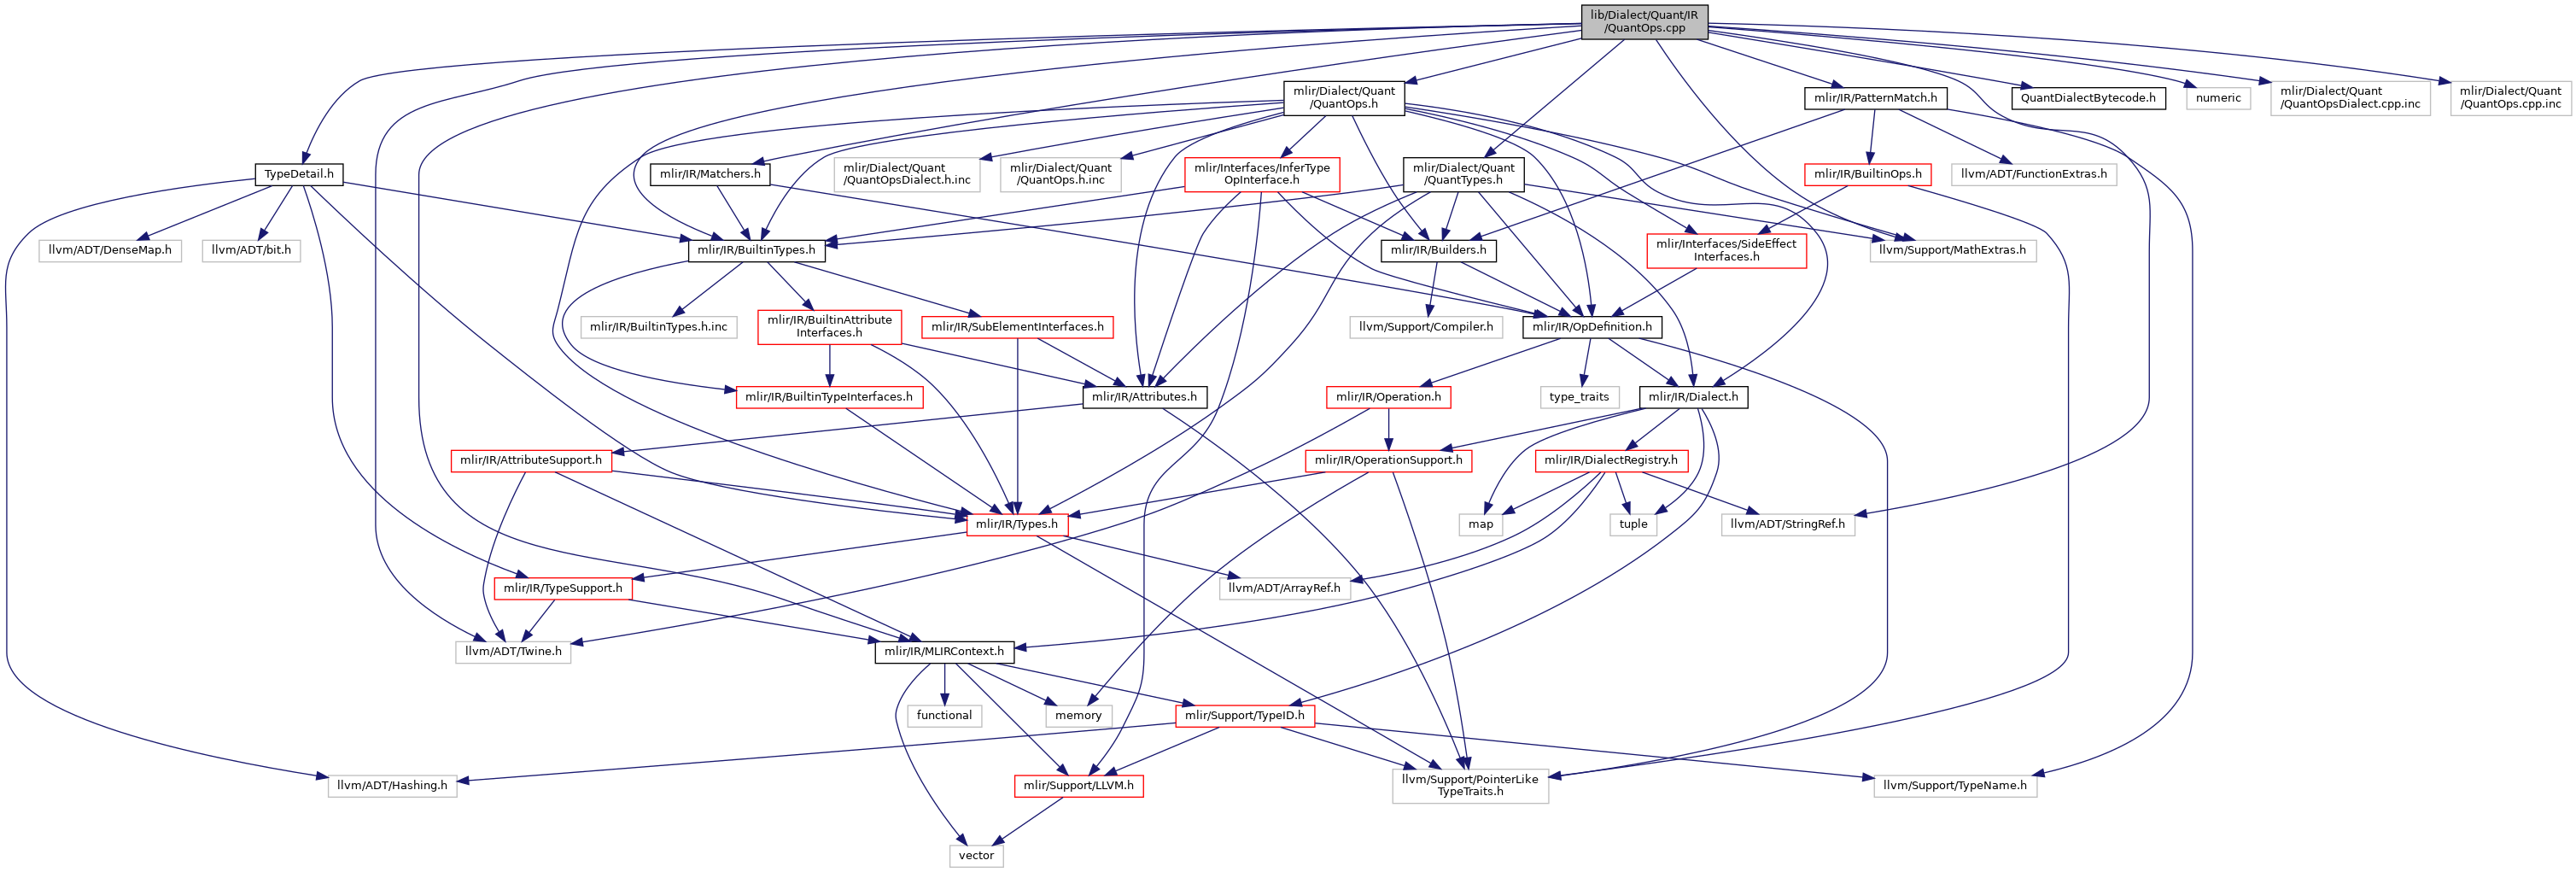 lib/Dialect/Quant/IR
/QuantOps.cpp
mlir/Dialect/Quant
/QuantOps.h
mlir/IR/PatternMatch.h
QuantDialectBytecode.h
numeric
mlir/Dialect/Quant
/QuantOpsDialect.cpp.inc
mlir/Dialect/Quant
/QuantOps.cpp.inc
TypeDetail.h
mlir/IR/Matchers.h
mlir/Dialect/Quant
/QuantOpsDialect.h.inc
mlir/Dialect/Quant
/QuantOps.h.inc
mlir/Interfaces/InferType
OpInterface.h
mlir/Dialect/Quant
/QuantTypes.h
mlir/IR/BuiltinOps.h
llvm/ADT/FunctionExtras.h
llvm/ADT/DenseMap.h
llvm/ADT/bit.h
mlir/IR/BuiltinTypes.h
mlir/IR/Builders.h
mlir/Interfaces/SideEffect
Interfaces.h
llvm/Support/MathExtras.h
mlir/IR/BuiltinTypes.h.inc
mlir/IR/BuiltinAttribute
Interfaces.h
mlir/IR/SubElementInterfaces.h
llvm/Support/Compiler.h
mlir/IR/OpDefinition.h
mlir/IR/BuiltinTypeInterfaces.h
mlir/IR/Attributes.h
mlir/IR/Operation.h
type_traits
mlir/IR/Dialect.h
mlir/IR/AttributeSupport.h
mlir/IR/OperationSupport.h
mlir/IR/DialectRegistry.h
mlir/IR/Types.h
map
tuple
llvm/ADT/StringRef.h
mlir/IR/TypeSupport.h
llvm/ADT/ArrayRef.h
llvm/ADT/Twine.h
mlir/IR/MLIRContext.h
functional
memory
mlir/Support/TypeID.h
llvm/ADT/Hashing.h
mlir/Support/LLVM.h
llvm/Support/PointerLike
TypeTraits.h
llvm/Support/TypeName.h
vector